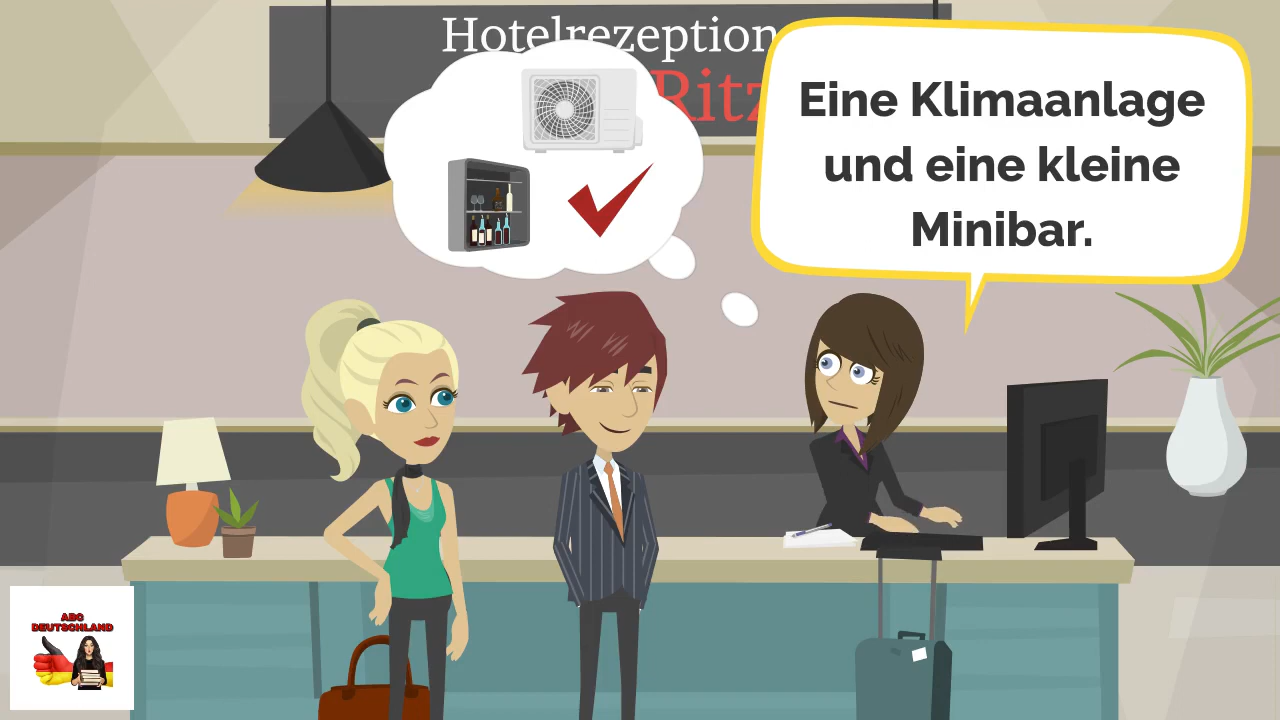 Hotelrezeption
Ritz
Eine Klimaanlage
und eine kleine
Minibar.
ABC
DEUTSCHLAND